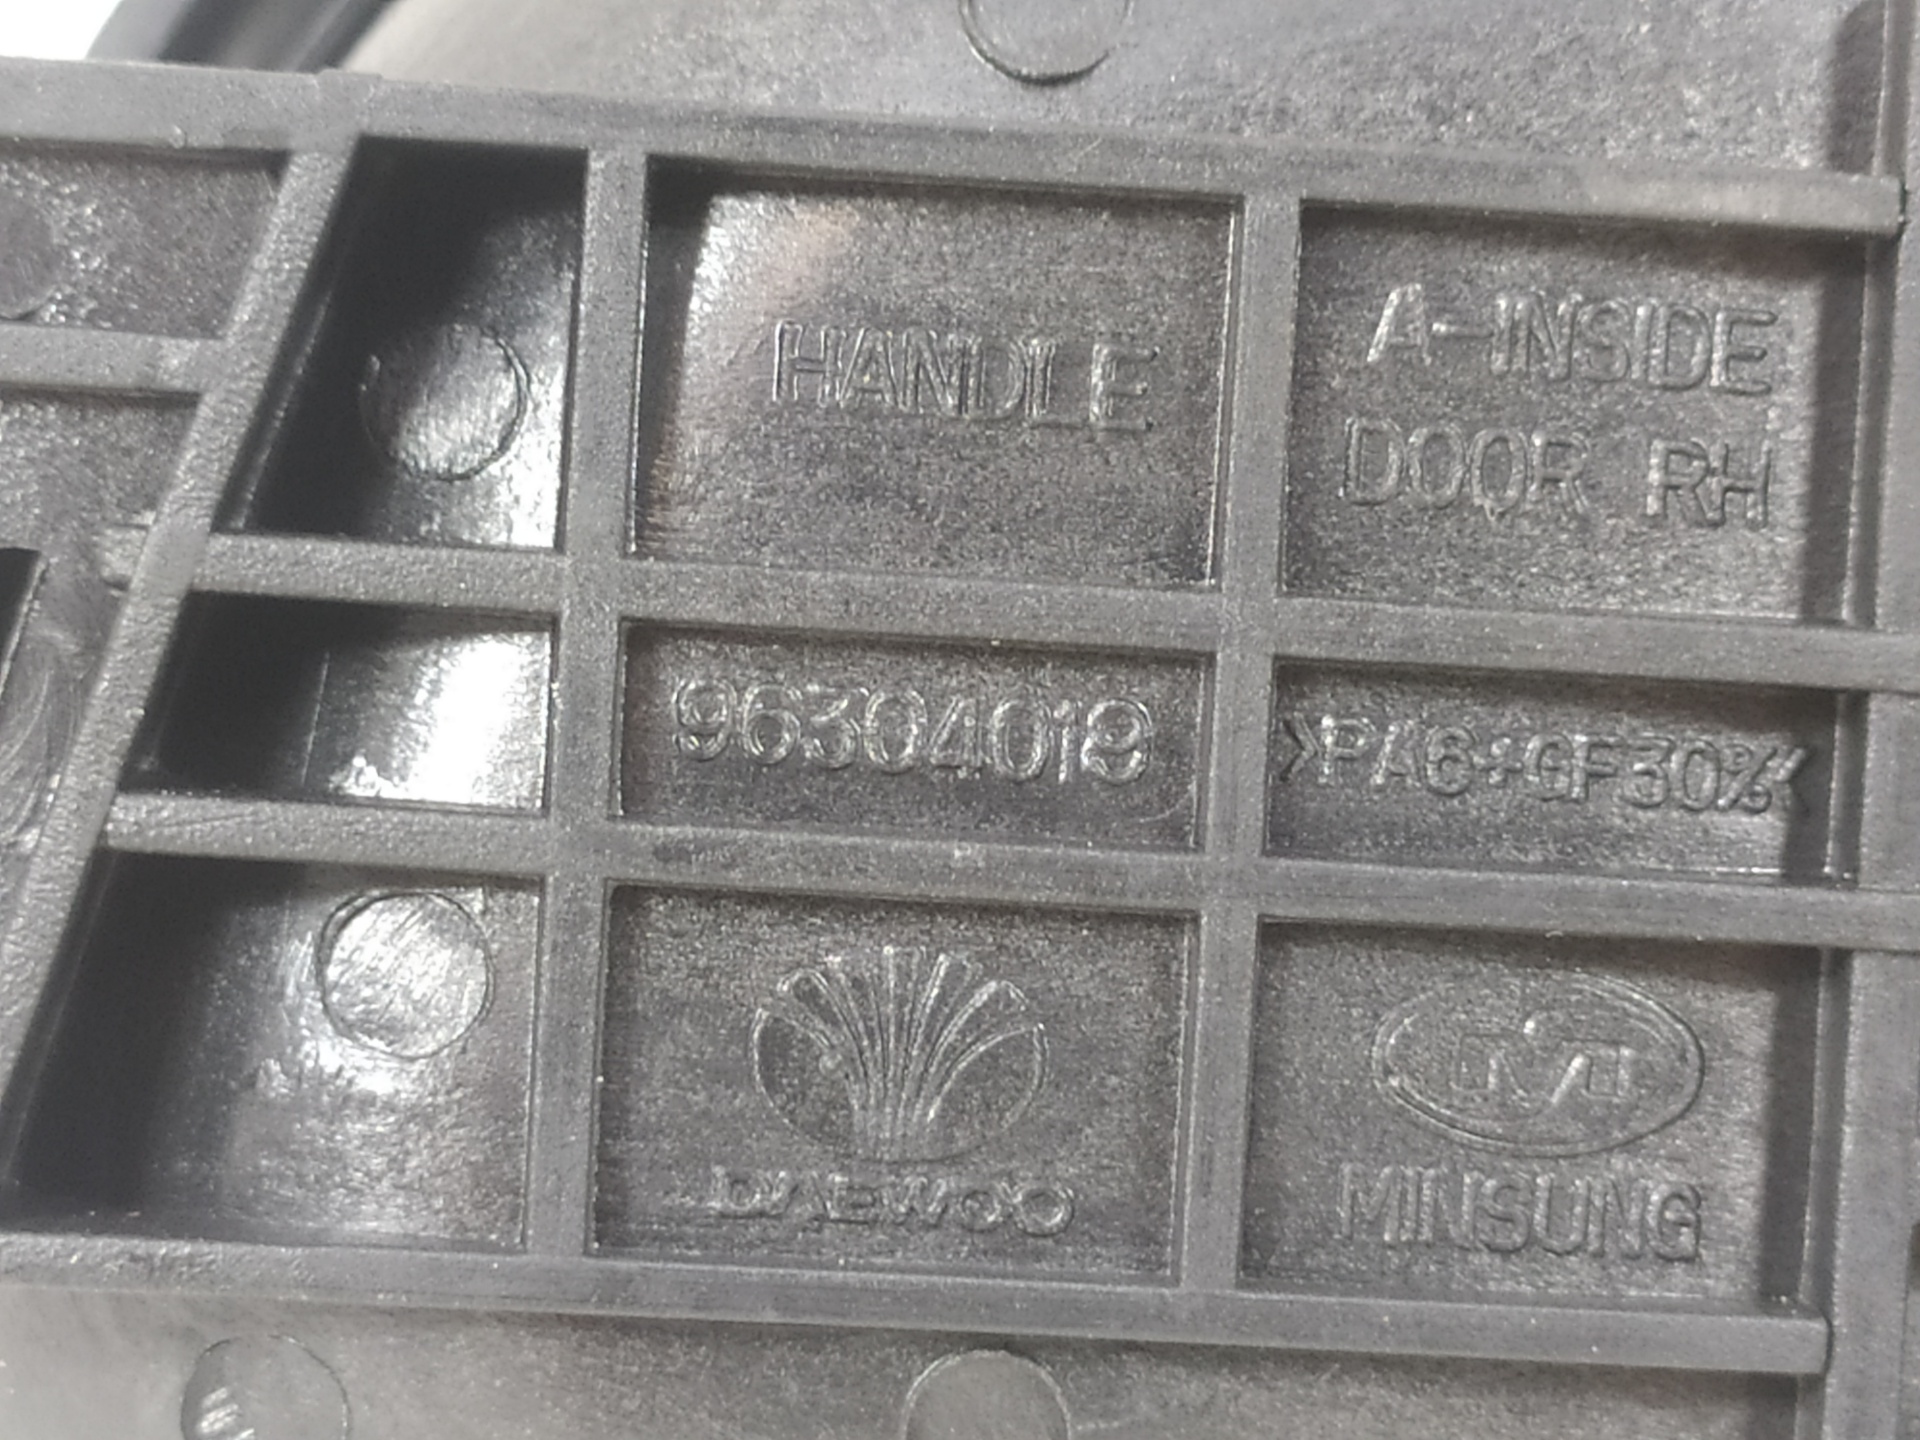 HANDLE
A-INSIDE
DOOR RH
96304019
>PA6+GF30%<
DAEWOO
MINSUNG